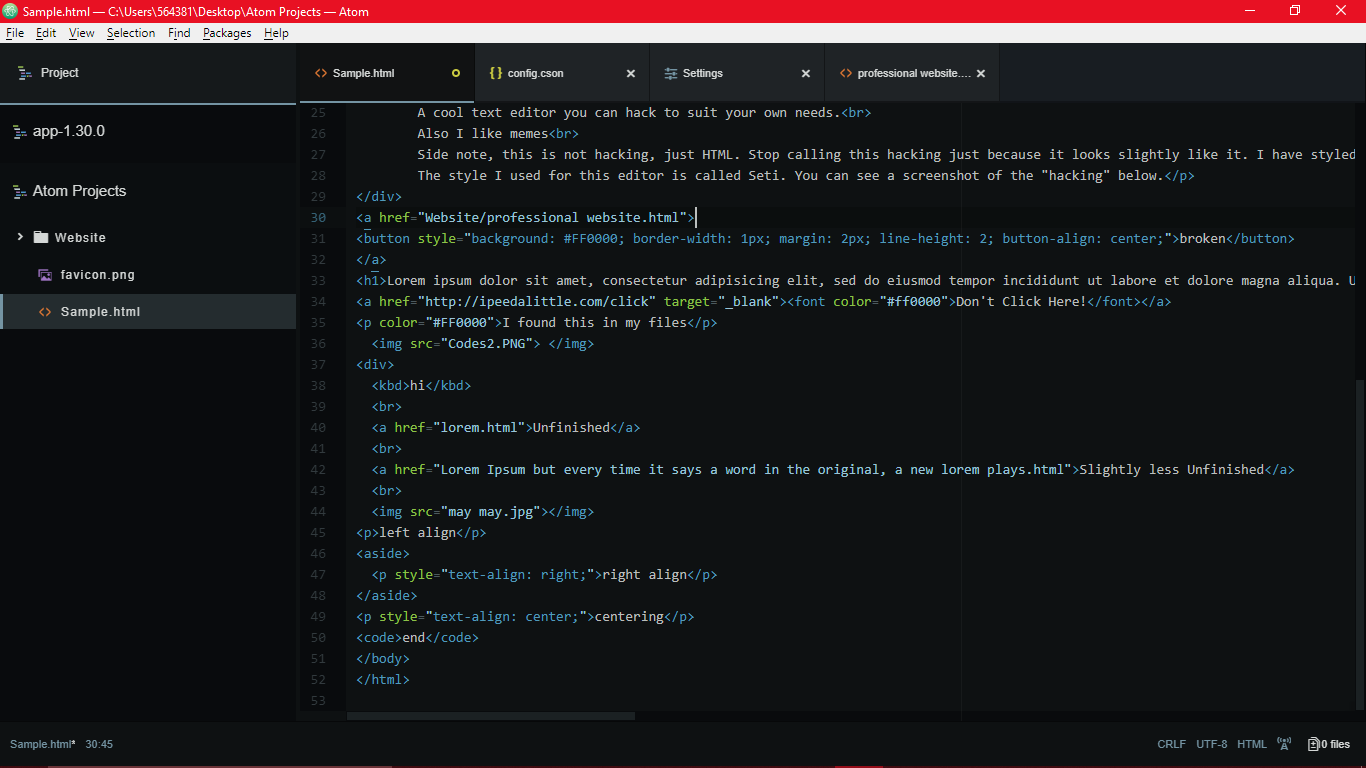 Sample.html — C:\Users\564381\Desktop\Atom Projects — Atom
File Edit View Selection Find Packages Help
Project
Sample.html
{} config.cson
Settings
<> professional website....
app-1.30.0
Atom Projects
Website
favicon.png
<> Sample.html
25 A cool text editor you can hack to suit your own needs.<br>
26 Also I like memes<br>
27 Side note, this is not hacking, just HTML. Stop calling this hacking just because it looks slightly like it. I have styled
28 The style I used for this editor is called Seti. You can see a screenshot of the "hacking" below.</p>
29 </div>
30 <a href="Website/professional website.html">
31 <button style="background: #FF0000; border-width: 1px; margin: 2px; line-height: 2; button-align: center;">broken</button>
32 </a>
33 <h1>Lorem ipsum dolor sit amet, consectetur adipisicing elit, sed do eiusmod tempor incididunt ut labore et dolore magna aliqua. U
34 <a href="http://ipeedalittle.com/click" target="_blank"><font color="#ff0000">Don't Click Here!</font></a>
35 <p color="#FF0000">I found this in my files</p>
36 <img src="Codes2.PNG"> </img>
37 <div>
38 <kbd>hi</kbd>
39 <br>
40 <a href="lorem.html">Unfinished</a>
41 <br>
42 <a href="Lorem Ipsum but every time it says a word in the original, a new lorem plays.html">Slightly less Unfinished</a>
43 <br>
44 <img src="may may.jpg"></img>
45 <p>left align</p>
46 <aside>
47 <p style="text-align: right;">right align</p>
48 </aside>
49 <p style="text-align: center;">centering</p>
50 <code>end</code>
51 </body>
52 </html>
53
Sample.html* 30:45
CRLF UTF-8 HTML 0 files